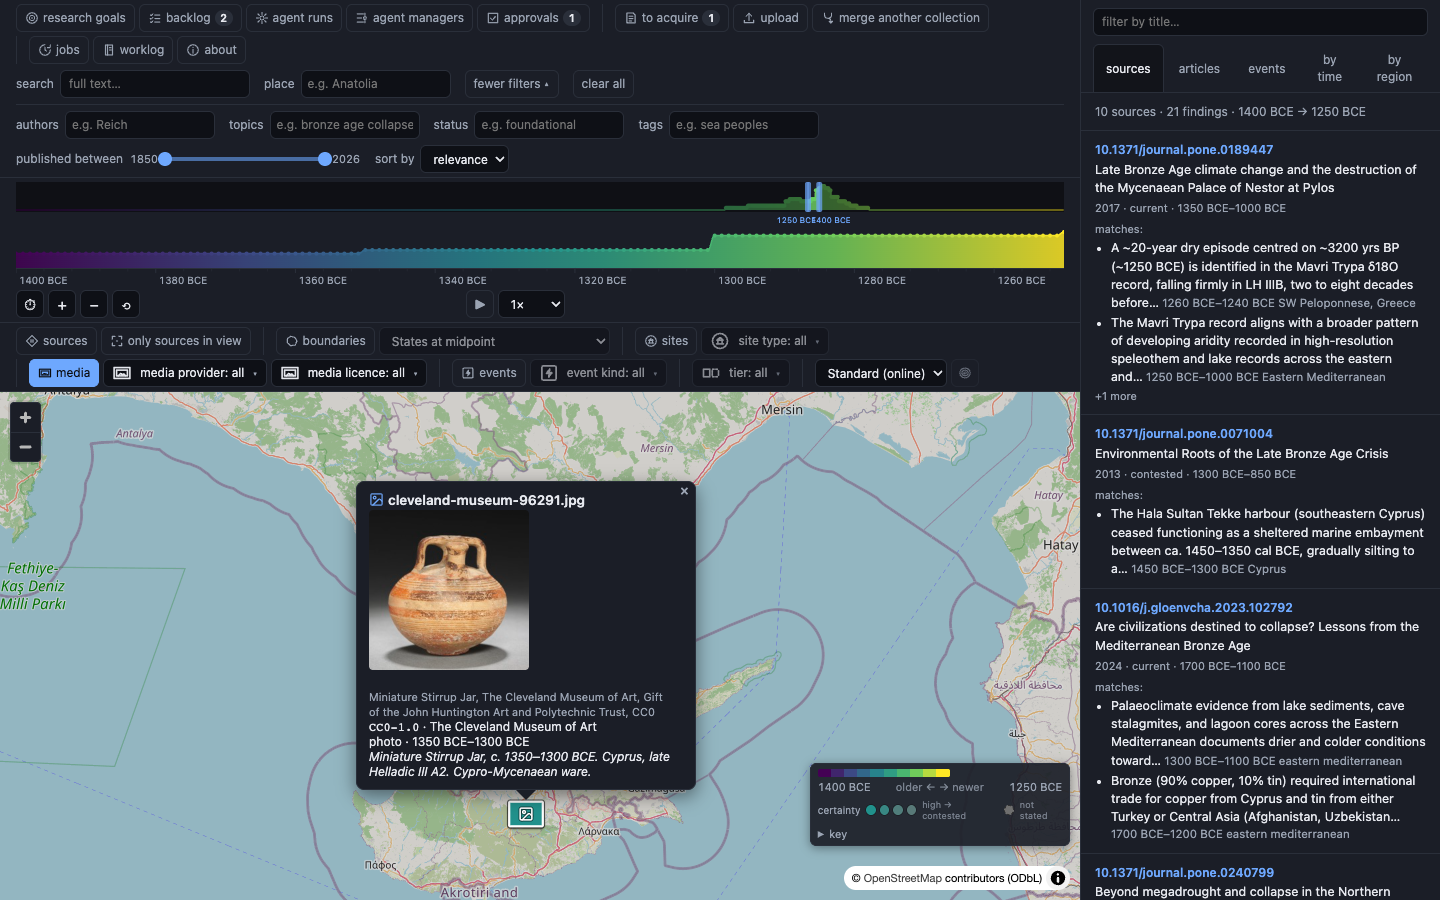 research goals
backlog 2
agent runs
agent managers
approvals 1
to acquire 1
upload
merge another collection
jobs
worklog
about
search full text... place e.g. Anatolia fewer filters ▴ clear all
authors e.g. Reich topics e.g. bronze age collapse status e.g. foundational tags e.g. sea peoples
published between 1850 2026 sort by relevance
1250 BCE 1400 BCE
1400 BCE 1380 BCE 1360 BCE 1340 BCE 1320 BCE 1300 BCE 1280 BCE 1260 BCE
1×
sources only sources in view boundaries States at midpoint sites site type: all ▾
media media provider: all ▾ media licence: all ▾ events event kind: all ▾ tier: all ▾ Standard (online)
+
−
Antalya
Antalya
Mersin
Mersin
Hatay
Hatay
Fethiye-
Kaş Deniz
Milli Parkı
cleveland-museum-96291.jpg ×
Miniature Stirrup Jar, The Cleveland Museum of Art, Gift
of the John Huntington Art and Polytechnic Trust, CC0
CC0-1.0 · The Cleveland Museum of Art
photo · 1350 BCE–1300 BCE
Miniature Stirrup Jar, c. 1350–1300 BCE. Cyprus, late
Helladic III A2. Cypro-Mycenaean ware.
محافظة اللاذقية
جبلة
Λάρνακα
Πάφος
Akrotiri and
1400 BCE older ← → newer 1250 BCE
certainty high →
contested
not
stated
▶ key
© OpenStreetMap contributors (ODbL)
filter by title...
sources
articles
events
by
time
by
region
10 sources · 21 findings · 1400 BCE → 1250 BCE
10.1371/journal.pone.0189447
Late Bronze Age climate change and the destruction of
the Mycenaean Palace of Nestor at Pylos
2017 · current · 1350 BCE–1000 BCE
matches:
• A ~20-year dry episode centred on ~3200 yrs BP
(~1250 BCE) is identified in the Mavri Trypa δ18O
record, falling firmly in LH IIIB, two to eight decades
before... 1260 BCE–1240 BCE SW Peloponnese, Greece
• The Mavri Trypa record aligns with a broader pattern
of developing aridity recorded in high-resolution
speleothem and lake records across the eastern
and... 1250 BCE–1000 BCE Eastern Mediterranean
+1 more
10.1371/journal.pone.0071004
Environmental Roots of the Late Bronze Age Crisis
2013 · contested · 1300 BCE–850 BCE
matches:
• The Hala Sultan Tekke harbour (southeastern Cyprus)
ceased functioning as a sheltered marine embayment
between ca. 1450–1350 cal BCE, gradually silting to
a... 1450 BCE–1300 BCE Cyprus
10.1016/j.gloenvcha.2023.102792
Are civilizations destined to collapse? Lessons from the
Mediterranean Bronze Age
2024 · current · 1700 BCE–1100 BCE
matches:
• Palaeoclimate evidence from lake sediments, cave
stalagmites, and lagoon cores across the Eastern
Mediterranean documents drier and colder conditions
toward... 1300 BCE–1100 BCE eastern mediterranean
• Bronze (90% copper, 10% tin) required international
trade for copper from Cyprus and tin from either
Turkey or Central Asia (Afghanistan, Uzbekistan...
1700 BCE–1200 BCE eastern mediterranean
10.1371/journal.pone.0240799
Beyond megadrought and collapse in the Northern